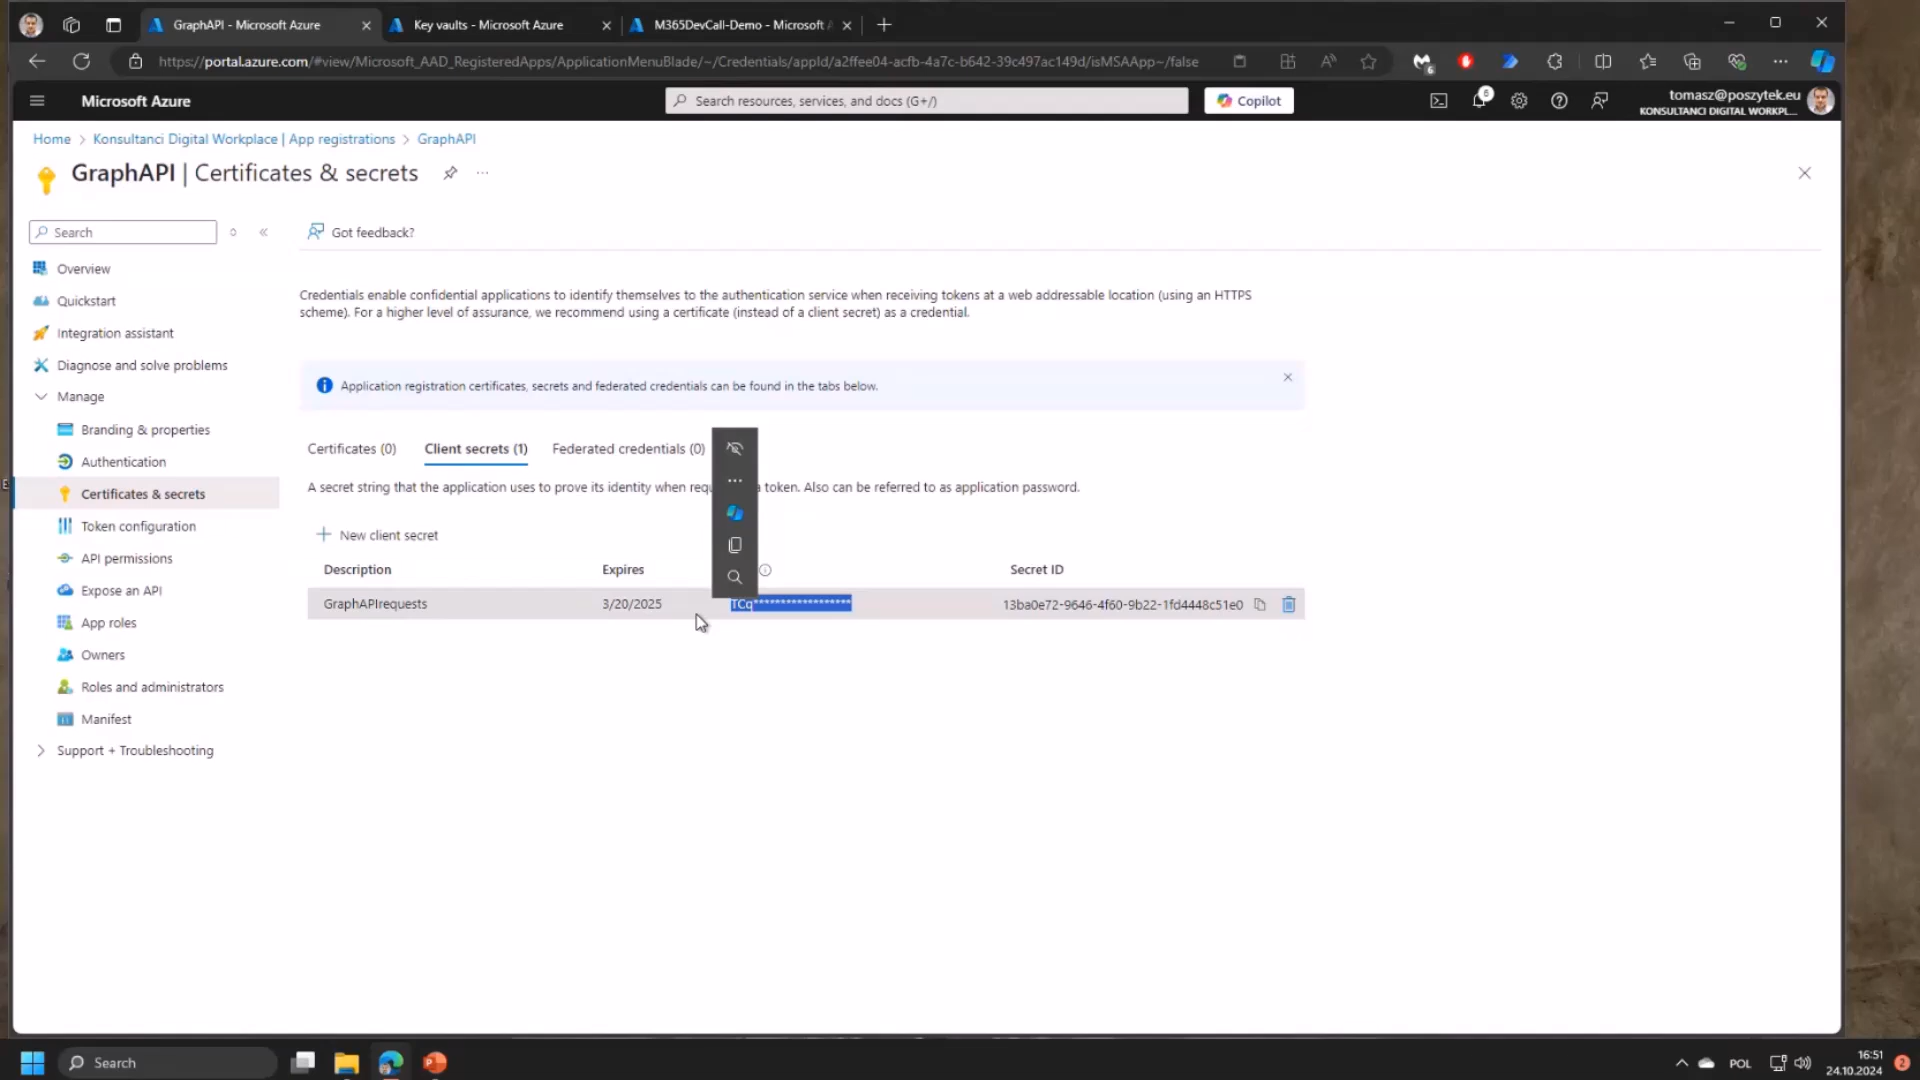 GraphAPI - Microsoft Azure
Key vaults - Microsoft Azure
M365DevCall-Demo - Microsoft A
https://portal.azure.com/#view/Microsoft_AAD_RegisteredApps/ApplicationMenuBlade/~/Credentials/appId/a2ffee04-acfb-4a7c-b642-39c497ac149d/isMSAApp~/false
6
Microsoft Azure
Search resources, services, and docs (G+/)
Copilot
6
tomasz@poszytek.eu
KONSULTANCI DIGITAL WORKPL...
Home > Konsultanci Digital Workplace | App registrations > GraphAPI
GraphAPI | Certificates & secrets
Search
Got feedback?
Overview
Quickstart
Integration assistant
Diagnose and solve problems
Manage
Branding & properties
Authentication
Certificates & secrets
Token configuration
API permissions
Expose an API
App roles
Owners
Roles and administrators
Manifest
Support + Troubleshooting
Credentials enable confidential applications to identify themselves to the authentication service when receiving tokens at a web addressable location (using an HTTPS
scheme). For a higher level of assurance, we recommend using a certificate (instead of a client secret) as a credential.
Application registration certificates, secrets and federated credentials can be found in the tabs below.
Certificates (0)
Client secrets (1)
Federated credentials (0)
A secret string that the application uses to prove its identity when requ a token. Also can be referred to as application password.
New client secret
Description
Expires
Secret ID
GraphAPIrequests
3/20/2025
TCq******************
13ba0e72-9646-4f60-9b22-1fd4448c51e0
Search
POL
16:51
24.10.2024
2